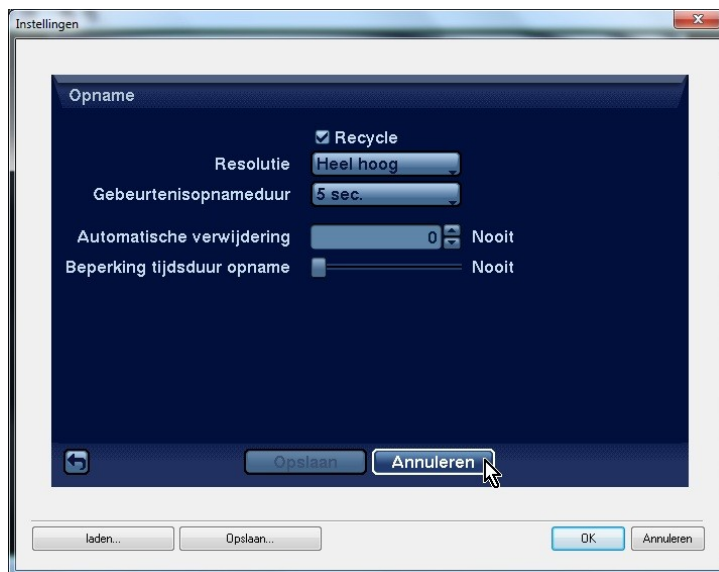 Instellingen
Opname
Recycle
Resolutie Heel hoog
Gebeurtenisopnameduur 5 sec.
Automatische verwijdering 0 Nooit
Beperking tijdsduur opname Nooit
Opslaan Annuleren
laden... Opslaan... OK Annuleren